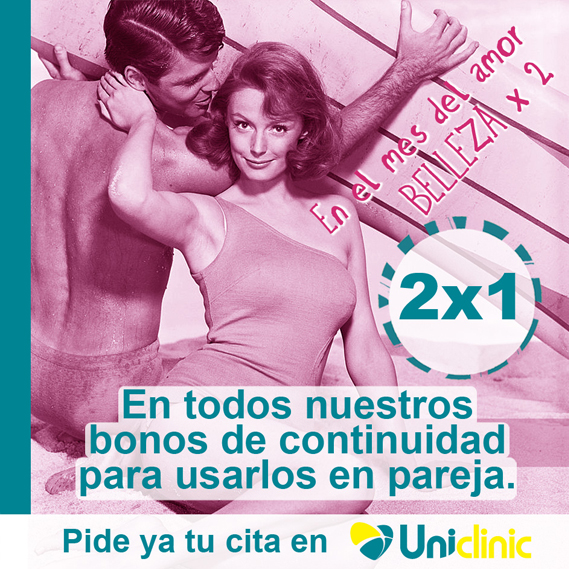 En el mes del amor
BELLEZA x 2
2x1
En todos nuestros
bonos de continuidad
para usarlos en pareja.
Pide ya tu cita en Uniclinic